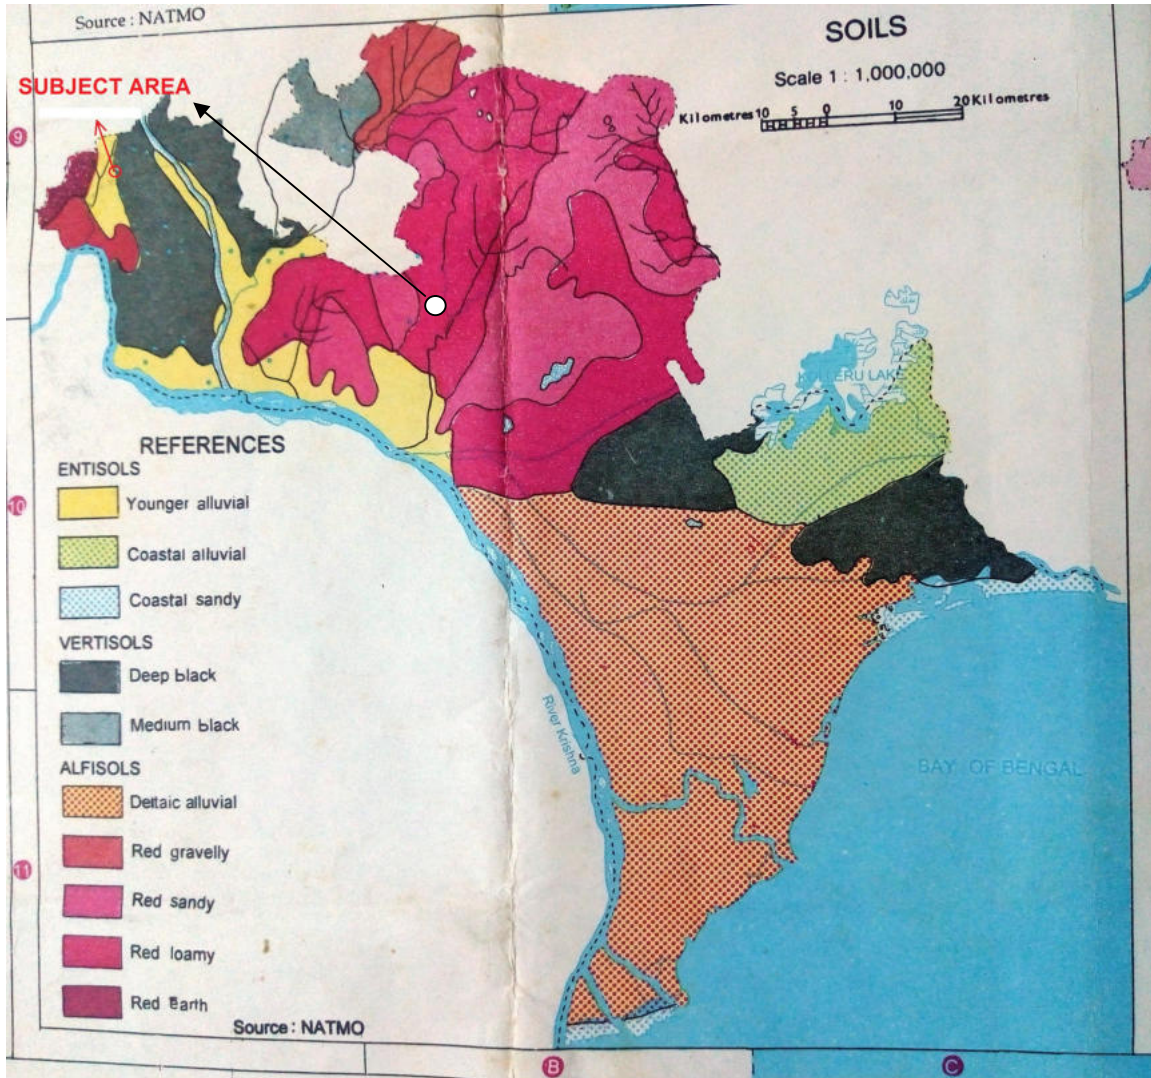 Source : NATMO
SOILS
Scale 1 : 1,000,000
Kilometres 10 5 0 10 20 Kilometres
SUBJECT AREA
9
KOLLERU LAKE
REFERENCES
ENTISOLS
10
Younger alluvial
Coastal alluvial
Coastal sandy
VERTISOLS
Deep black
Medium black
River Krishna
BAY OF BENGAL
ALFISOLS
Deltaic alluvial
Red gravelly
11
Red sandy
Red loamy
Red Earth
Source : NATMO
B
C